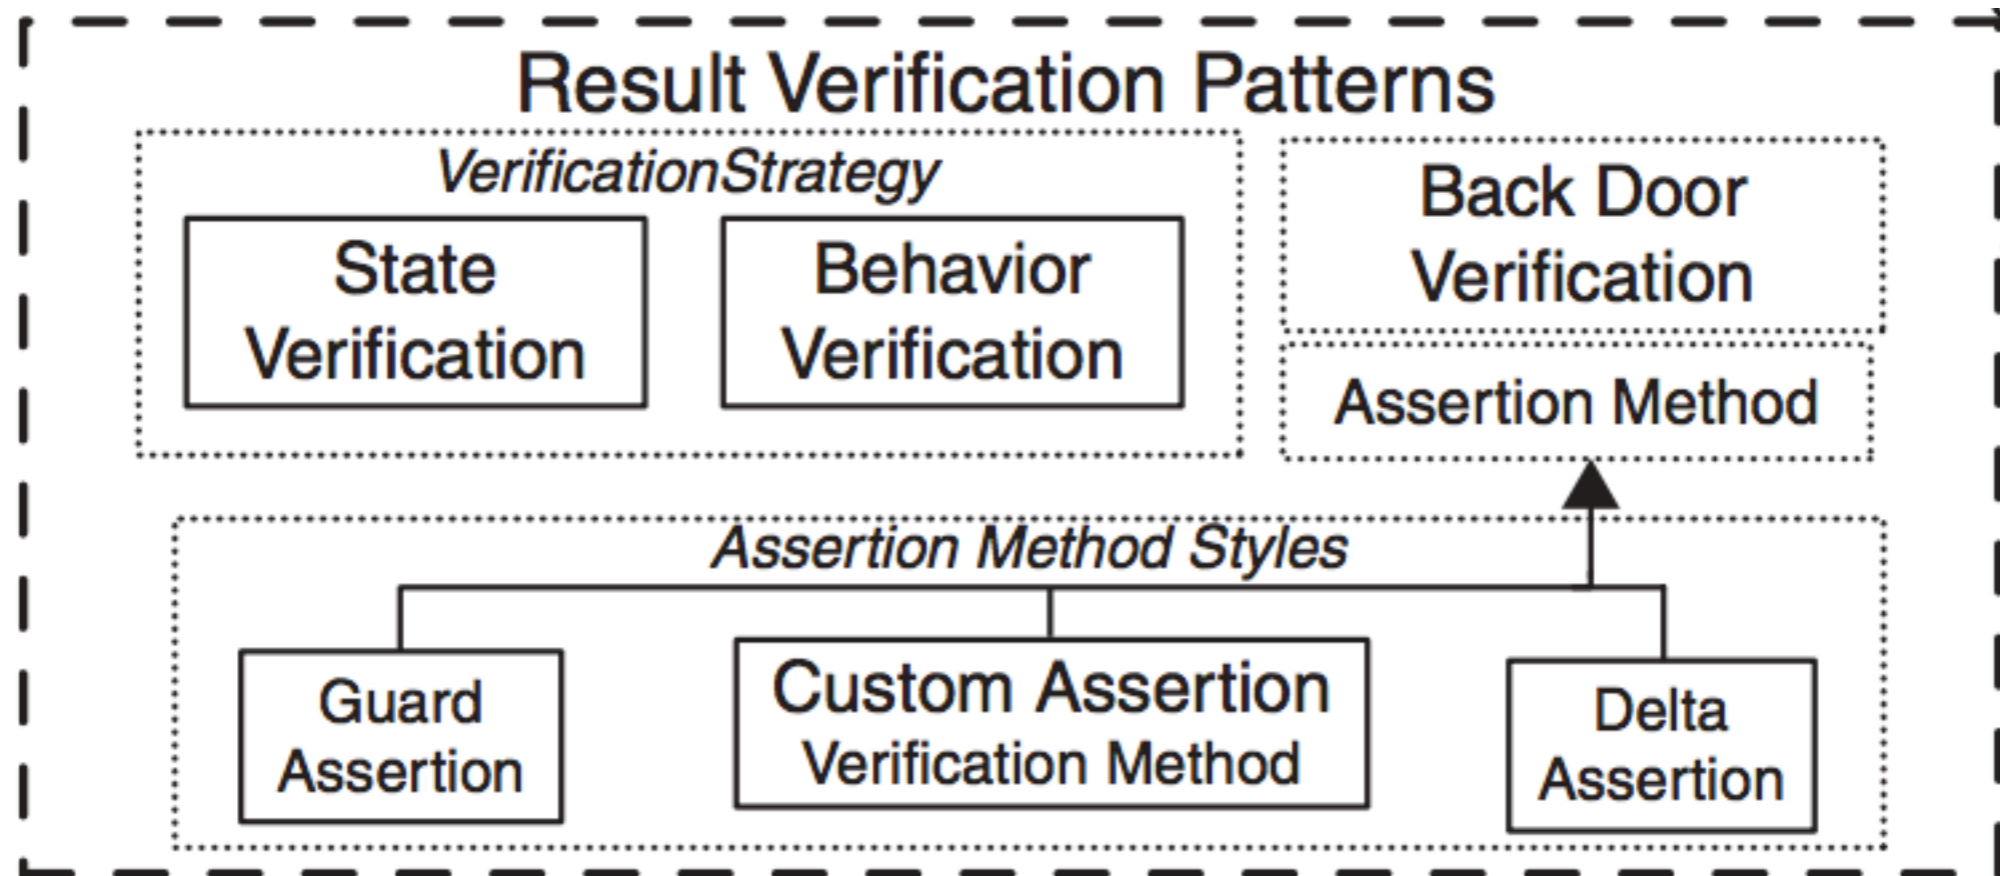 Result Verification Patterns
VerificationStrategy
State
Verification
Behavior
Verification
Back Door
Verification
Assertion Method
Assertion Method Styles
Guard
Assertion
Custom Assertion
Verification Method
Delta
Assertion